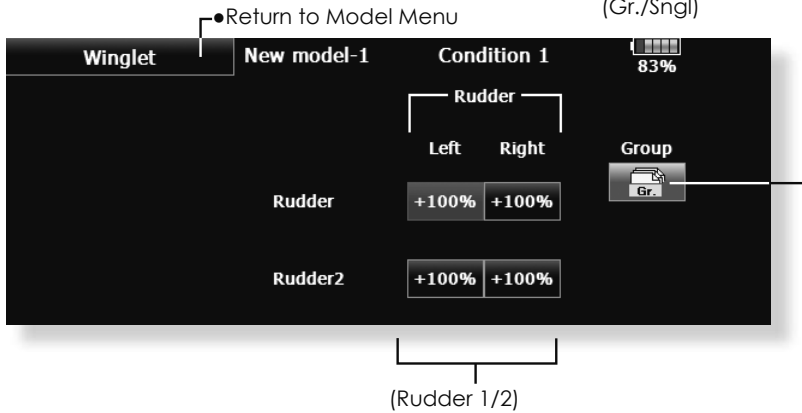 (Gr./Sngl)
●Return to Model Menu
Winglet New model-1 Condition 1 83%
Rudder
Left Right Group
Gr.
Rudder +100% +100%
Rudder2 +100% +100%
(Rudder 1/2)